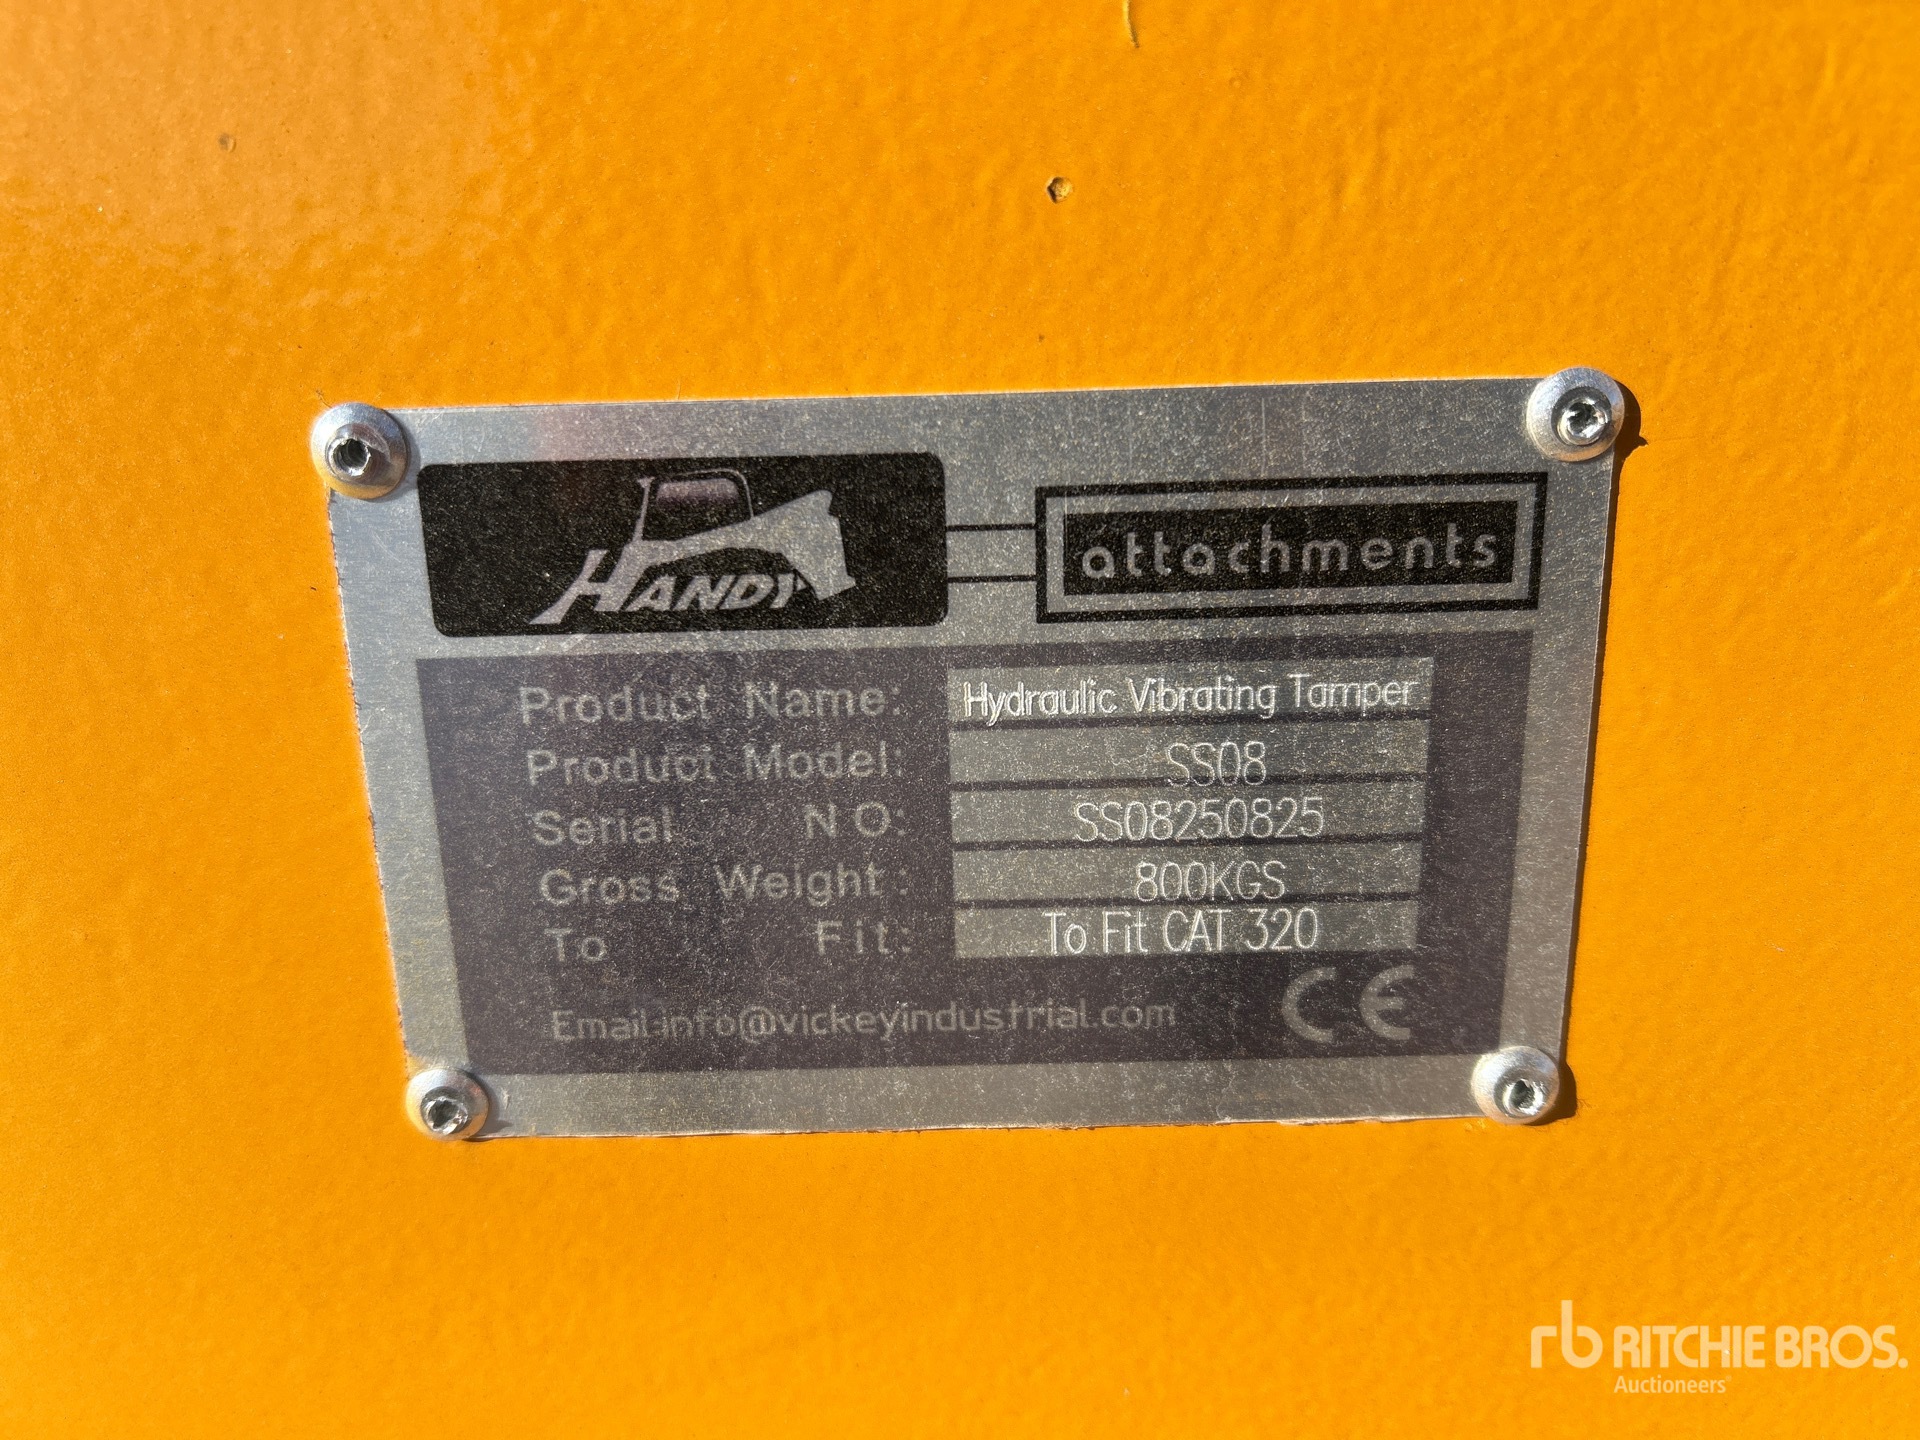 HANDY attachments
Product Name: Hydraulic Vibrating Tamper
Product Model: SS08
Serial NO: SS08250825
Gross Weight: 800KGS
To Fit: To Fit CAT 320
Email:info@vickeyindustrial.com CE
rb RITCHIE BROS.
Auctioneers